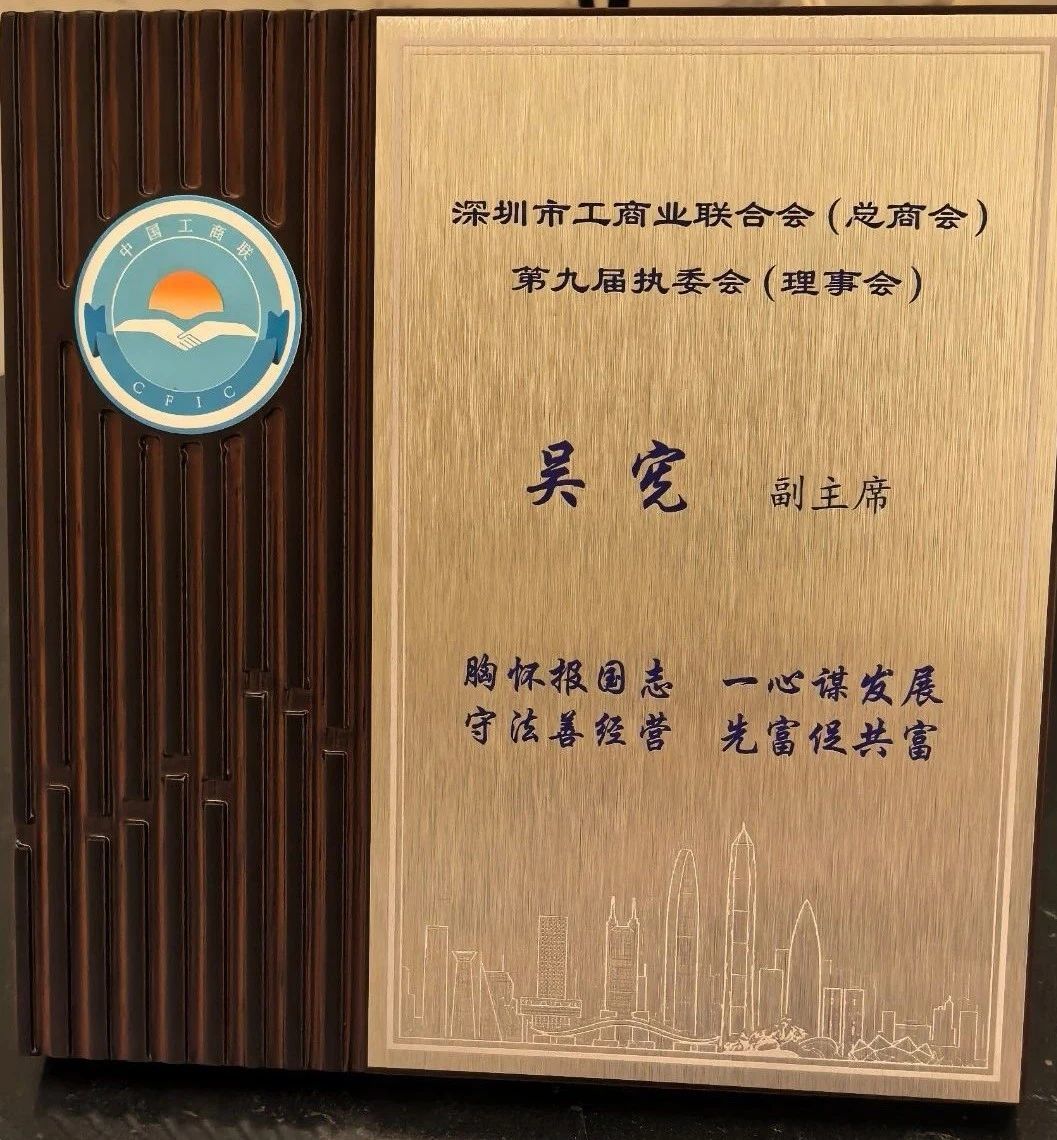 中国工商联
CFIC
深圳市工商业联合会(总商会)
第九届执委会(理事会)
吴宪 副主席
胸怀报国志 一心谋发展
守法善经营 先富促共富